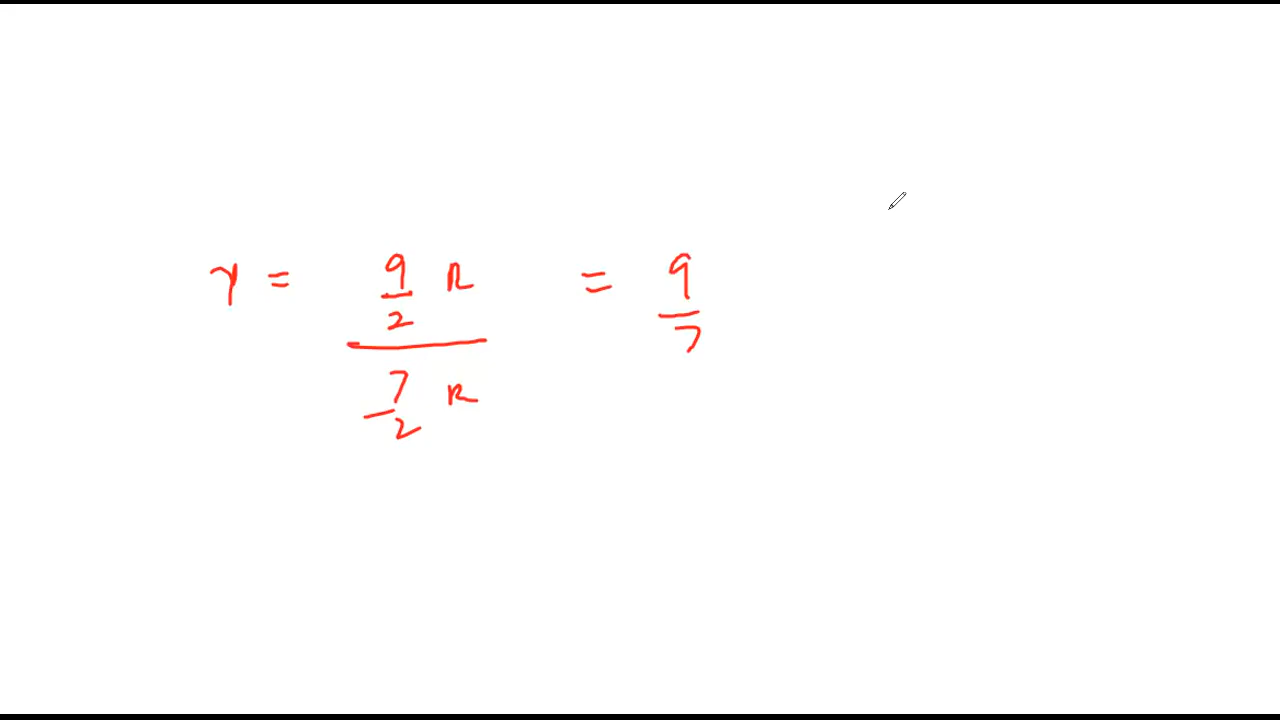 γ = (9/2 R)/(7/2 R) = 9/7